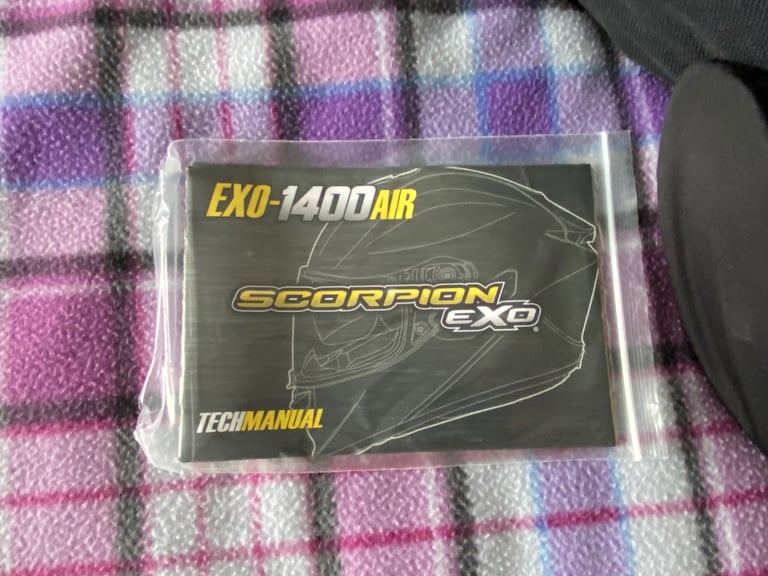 EXO-1400AIR
SCORPION
EXO®
TECHMANUAL